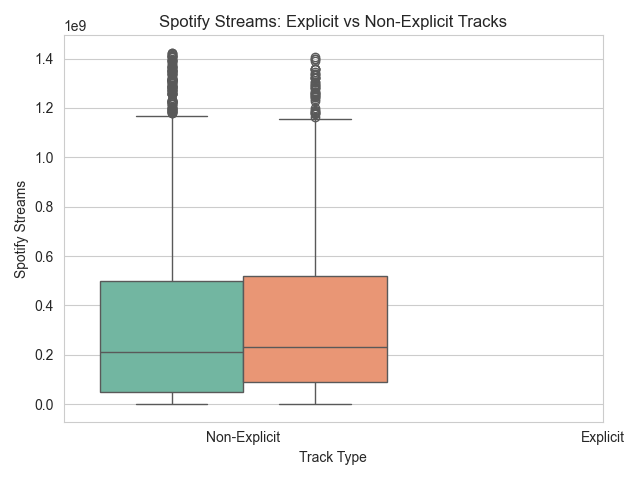 Spotify Streams: Explicit vs Non-Explicit Tracks
1e9
1.4
1.2
1.0
0.8
0.6
0.4
0.2
0.0
Spotify Streams
Non-Explicit
Explicit
Track Type